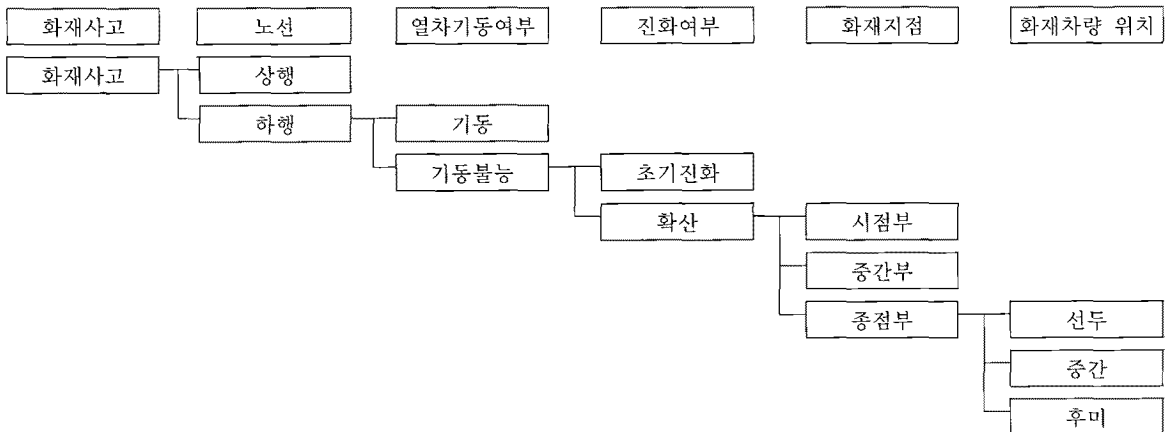 화재사고 노선 열차기동여부 진화여부 화재지점 화재차량 위치
화재사고 상행
하행 기동
기동불능 초기진화
확산 시점부
중간부
종점부 선두
중간
후미